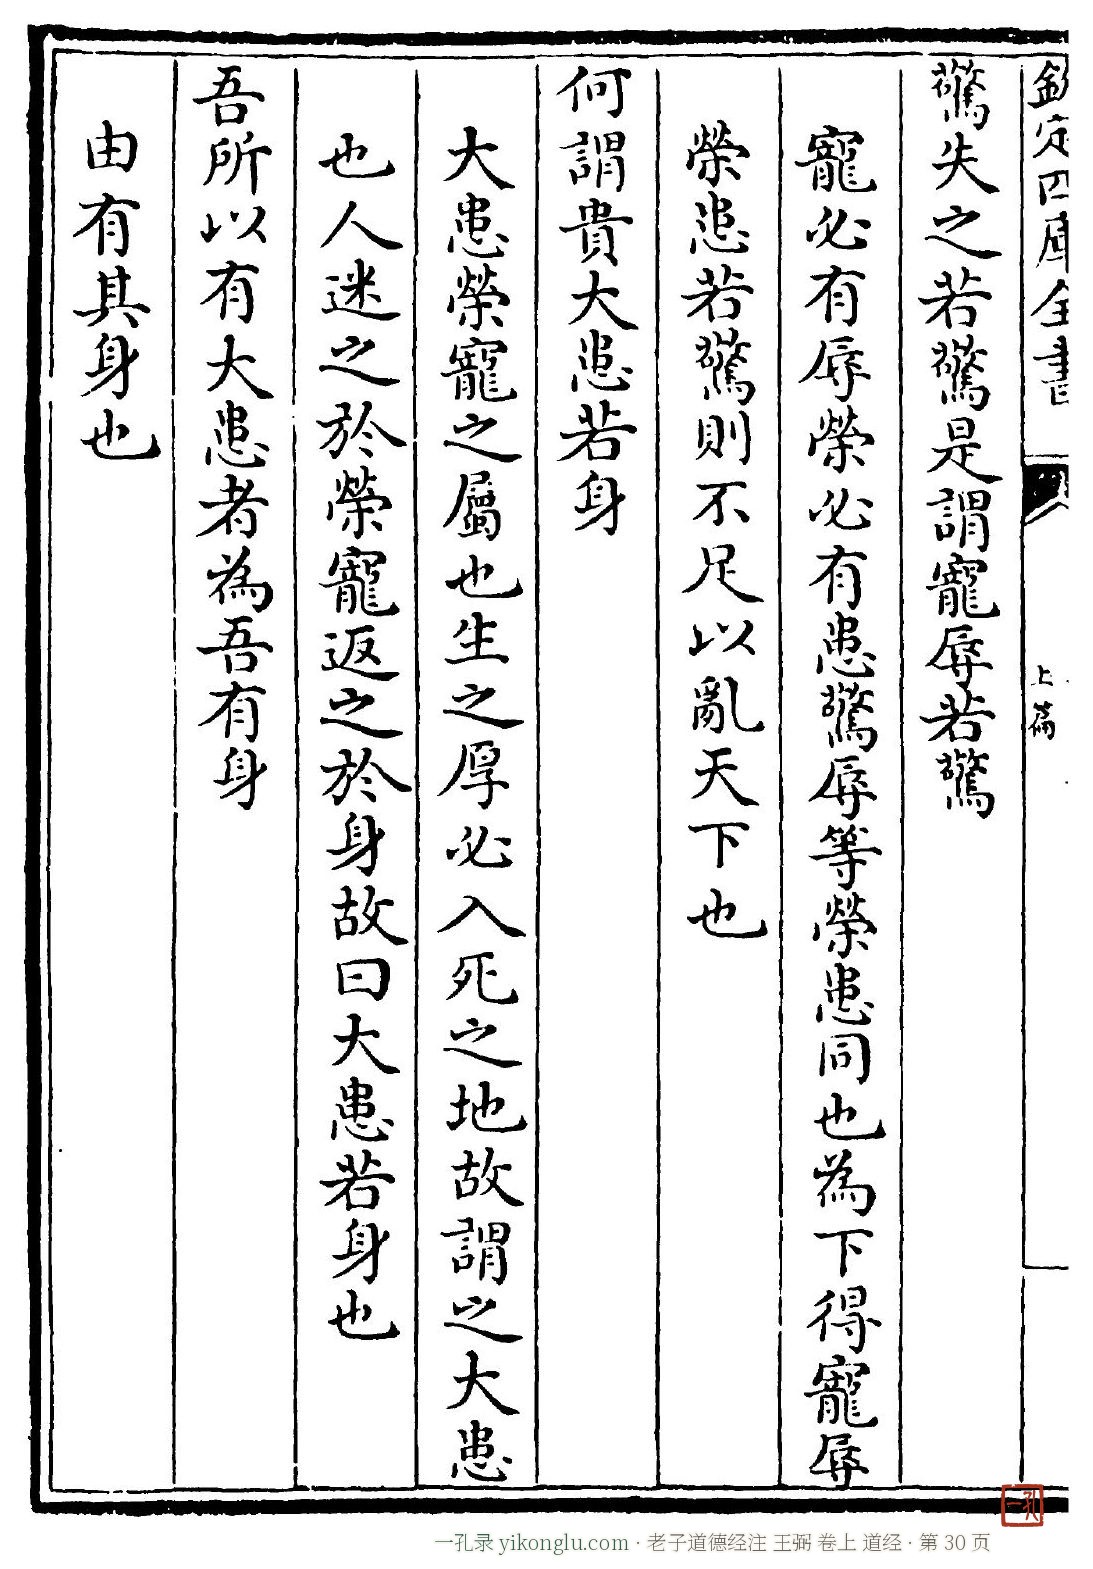 欽定四庫全書
上篇
驚失之若驚是謂寵辱若驚
寵必有辱榮必有患驚辱等榮患同也為下得寵辱
榮患若驚則不足以亂天下也
何謂貴大患若身
大患榮寵之屬也生之厚必入死之地故謂之大患
也人迷之於榮寵返之於身故曰大患若身也
吾所以有大患者為吾有身
由有其身也
一孔
一孔录 yikonglu.com · 老子道德经注 王弼 卷上 道经 · 第 30 页